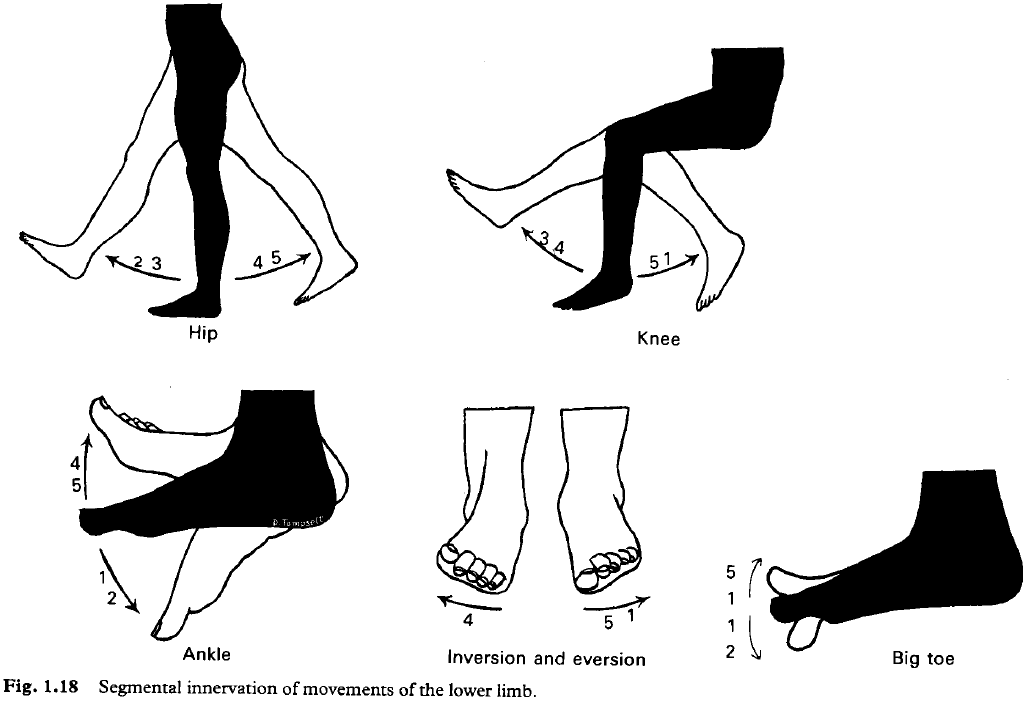 2 3
4 5
Hip
3 4
5 1
Knee
4
5
1
2
D. Tompsett
Ankle
4
5 1
Inversion and eversion
5
1
1
2
Big toe
Fig. 1.18 Segmental innervation of movements of the lower limb.